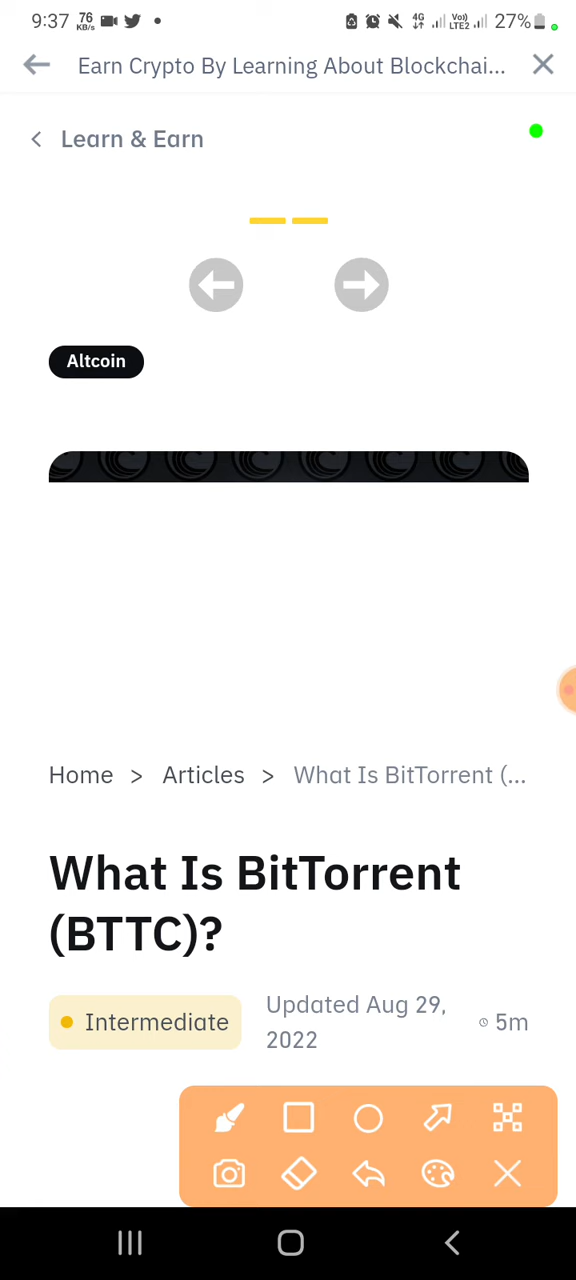 9:37 76 KB/s 4G Vo)) LTE2 27%
Earn Crypto By Learning About Blockchai...
Learn & Earn
Altcoin
Home > Articles > What Is BitTorrent (...
What Is BitTorrent
(BTTC)?
Intermediate
Updated Aug 29,
2022
5m